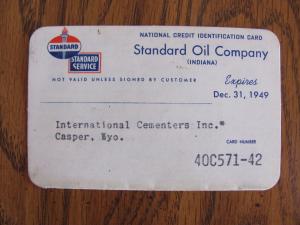 NATIONAL CREDIT IDENTIFICATION CARD
STANDARD
Standard Oil Company
(INDIANA)
STANDARD
SERVICE
NOT VALID UNLESS SIGNED BY CUSTOMER
Expires
Dec. 31, 1949
International Cementers Inc.*
Casper, Wyo.
CARD NUMBER
40C571-42